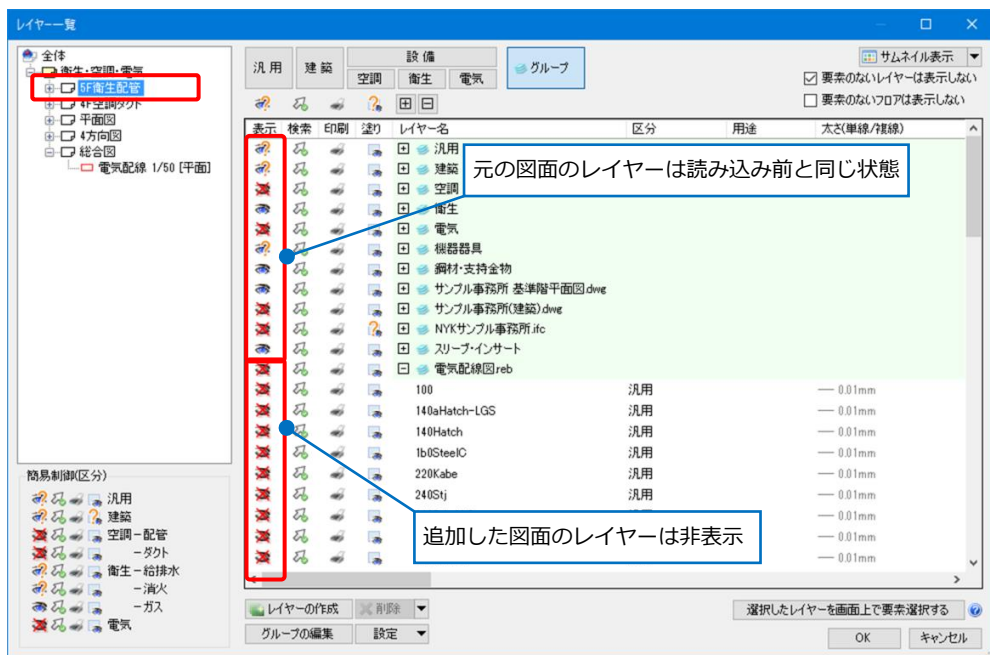 レイヤー一覧
全体
衛生・空調・電気
5F衛生配管
4F空調ダクト
平面図
4方向図
総合図
電気配線 1/50 [平面]
簡易制御(区分)
汎用
建築
空調－配管
－ダクト
衛生－給排水
－消火
－ガス
電気
汎用
建築
設備
空調
衛生
電気
グループ
サムネイル表示
要素のないレイヤーは表示しない
要素のないフロアは表示しない
表示 検索 印刷 塗り レイヤー名 区分 用途 太さ(単線/複線)
汎用
建築
空調
衛生
電気
機器器具
鋼材・支持金物
サンプル事務所 基準階平面図.dwg
サンプル事務所(建築).dwg
NYKサンプル事務所.ifc
スリーブ・インサート
電気配線図.reb
100 汎用 0.01mm
140aHatch-LGS 汎用 0.01mm
140Hatch 汎用 0.01mm
1b0SteelC 汎用 0.01mm
220Kabe 汎用 0.01mm
240Stj 汎用 0.01mm
0.01mm
0.01mm
0.01mm
元の図面のレイヤーは読み込み前と同じ状態
追加した図面のレイヤーは非表示
レイヤーの作成
削除
選択したレイヤーを画面上で要素選択する
グループの編集
設定
OK
キャンセル